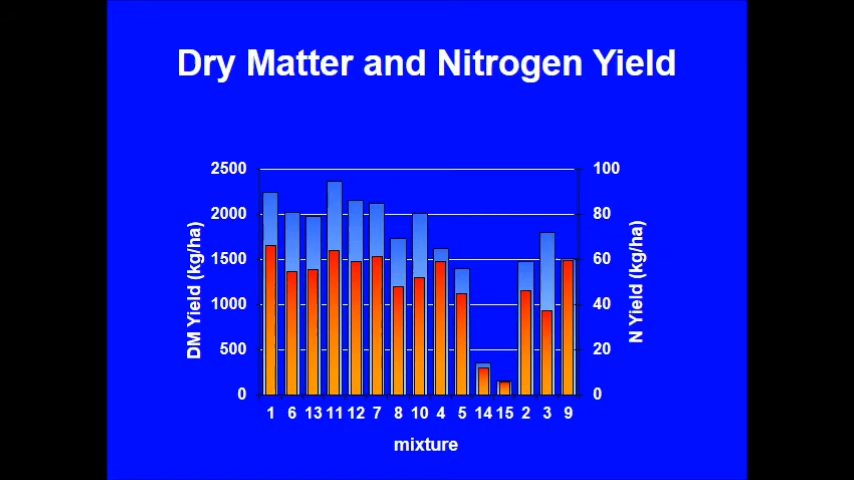 Dry Matter and Nitrogen Yield
2500
2000
1500
1000
500
0
DM Yield (kg/ha)
100
80
60
40
20
0
N Yield (kg/ha)
1 6 13 11 12 7 8 10 4 5 14 15 2 3 9
mixture